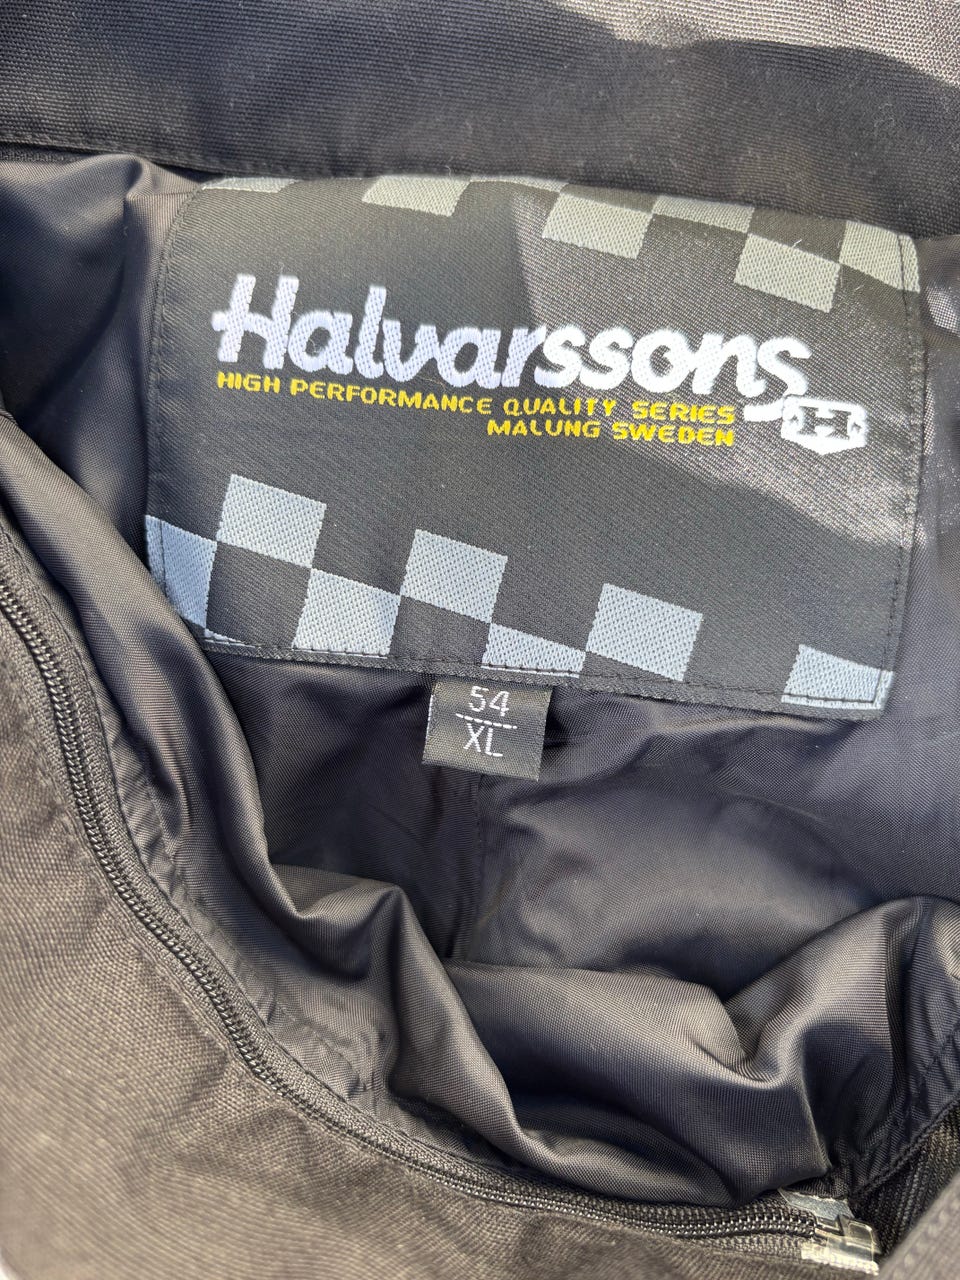 Halvarssons
HIGH PERFORMANCE QUALITY SERIES
MALUNG SWEDEN
H
54
XL